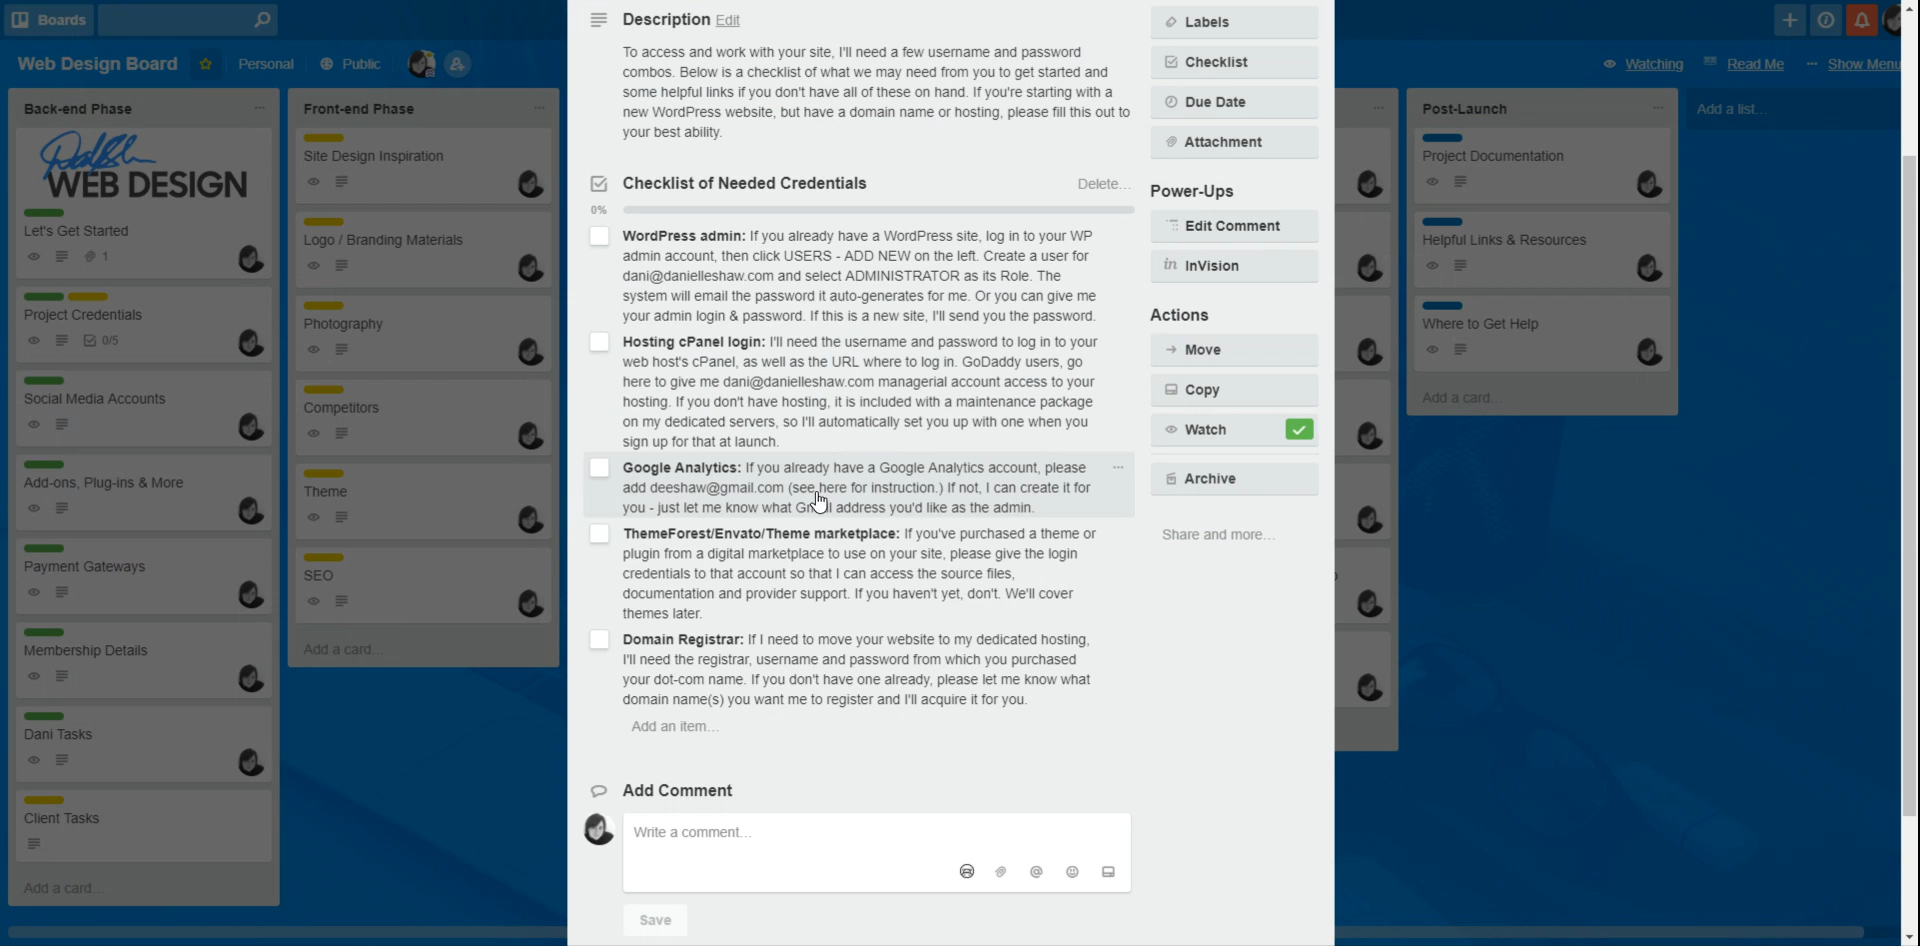 Boards
Web Design Board
Personal
Public
Watching
Read Me
Show Menu
Back-end Phase
WEB DESIGN
Let's Get Started
1
Project Credentials
0/5
Social Media Accounts
Add-ons, Plug-ins & More
Payment Gateways
Membership Details
Dani Tasks
Client Tasks
Add a card...
Front-end Phase
Site Design Inspiration
Logo / Branding Materials
Photography
Competitors
Theme
SEO
Add a card...
Description Edit
To access and work with your site, I'll need a few username and password
combos. Below is a checklist of what we may need from you to get started and
some helpful links if you don't have all of these on hand. If you're starting with a
new WordPress website, but have a domain name or hosting, please fill this out to
your best ability.
Checklist of Needed Credentials
Delete...
0%
WordPress admin: If you already have a WordPress site, log in to your WP
admin account, then click USERS - ADD NEW on the left. Create a user for
dani@danielleshaw.com and select ADMINISTRATOR as its Role. The
system will email the password it auto-generates for me. Or you can give me
your admin login & password. If this is a new site, I'll send you the password.
Hosting cPanel login: I'll need the username and password to log in to your
web host's cPanel, as well as the URL where to log in. GoDaddy users, go
here to give me dani@danielleshaw.com managerial account access to your
hosting. If you don't have hosting, it is included with a maintenance package
on my dedicated servers, so I'll automatically set you up with one when you
sign up for that at launch.
Google Analytics: If you already have a Google Analytics account, please
add deeshaw@gmail.com (see here for instruction.) If not, I can create it for
you - just let me know what address you'd like as the admin.
ThemeForest/Envato/Theme marketplace: If you've purchased a theme or
plugin from a digital marketplace to use on your site, please give the login
credentials to that account so that I can access the source files,
documentation and provider support. If you haven't yet, don't. We'll cover
themes later.
Domain Registrar: If I need to move your website to my dedicated hosting,
I'll need the registrar, username and password from which you purchased
your dot-com name. If you don't have one already, please let me know what
domain name(s) you want me to register and I'll acquire it for you.
Add an item...
Add Comment
Write a comment...
Save
Labels
Checklist
Due Date
Attachment
Power-Ups
Edit Comment
in InVision
Actions
Move
Copy
Watch
Archive
Share and more...
Post-Launch
Project Documentation
Helpful Links & Resources
Where to Get Help
Add a card...
Add a list...